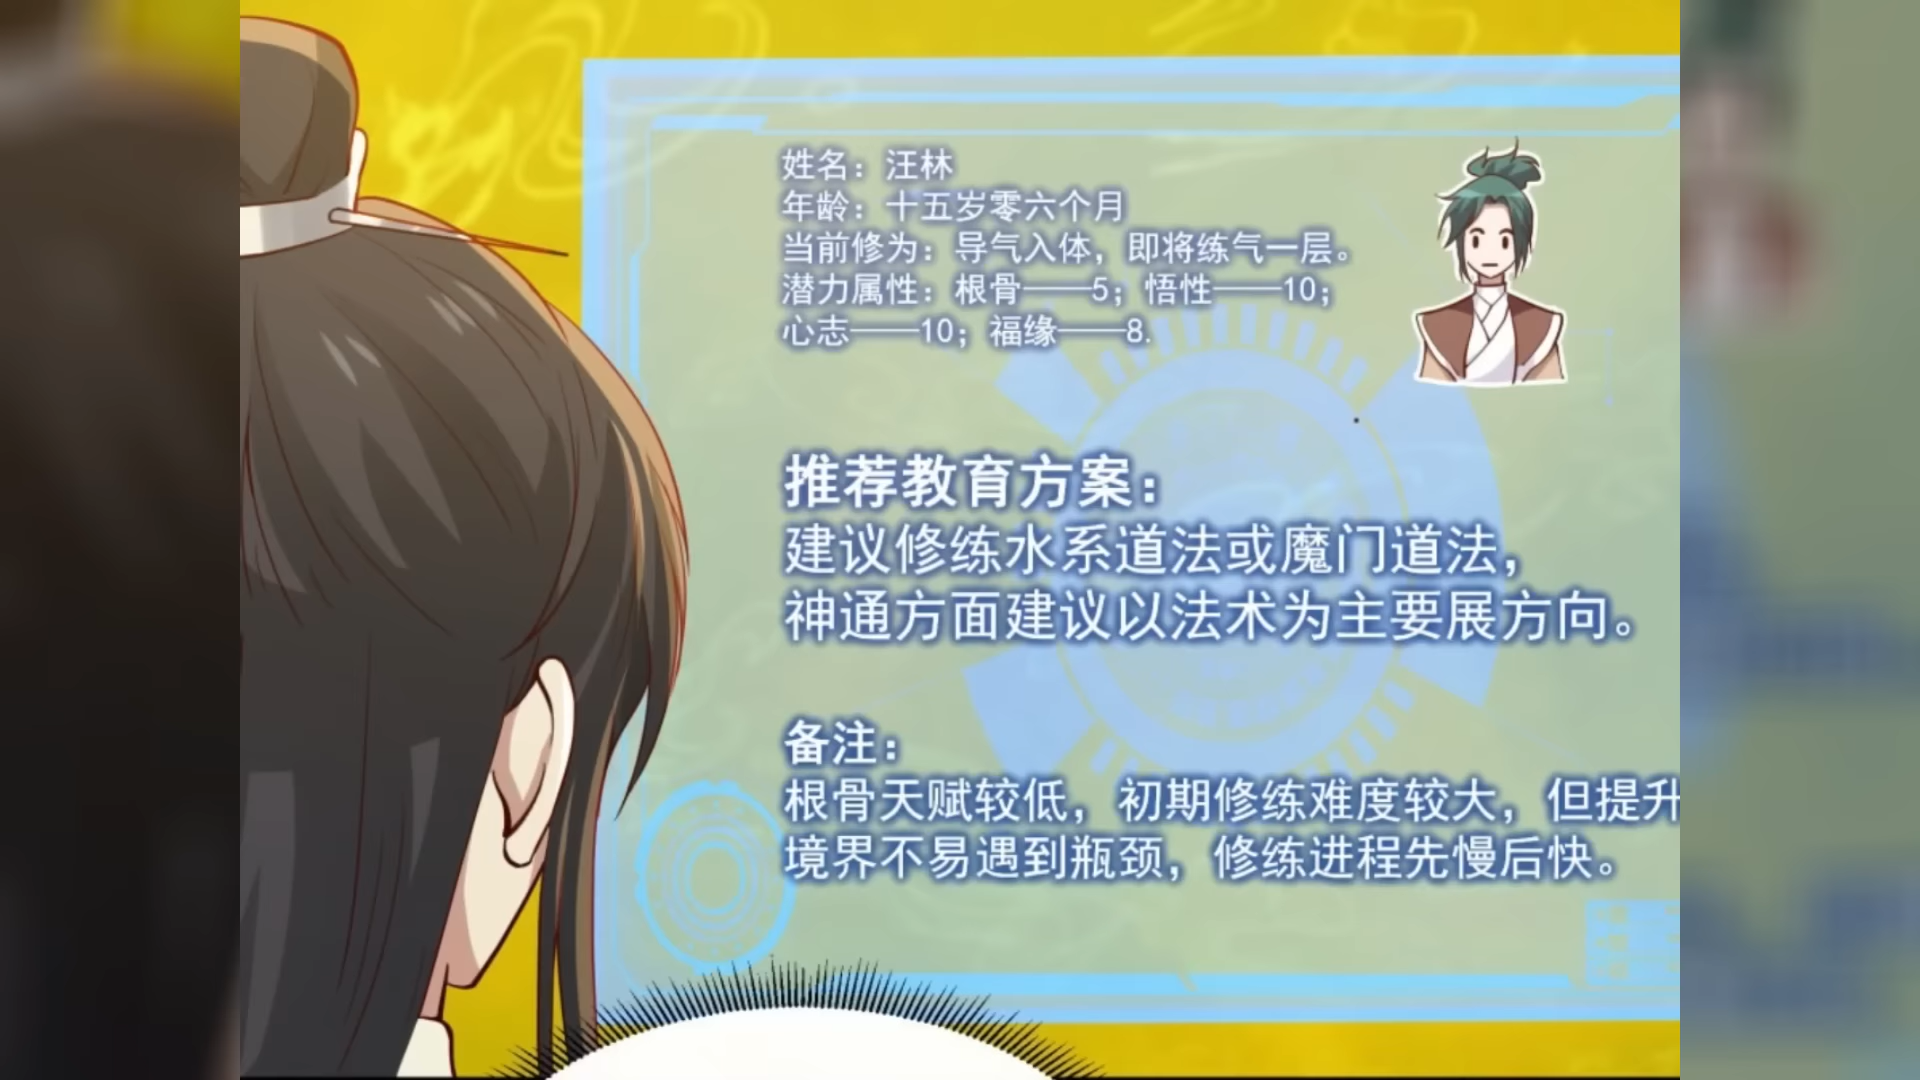 姓名：汪林
年龄：十五岁零六个月
当前修为：导气入体，即将练气一层。
潜力属性：根骨——5；悟性——10；
心志——10；福缘——8.
推荐教育方案：
建议修练水系道法或魔门道法，
神通方面建议以法术为主要展方向。
备注：
根骨天赋较低，初期修练难度较大，但提升
境界不易遇到瓶颈，修练进程先慢后快。